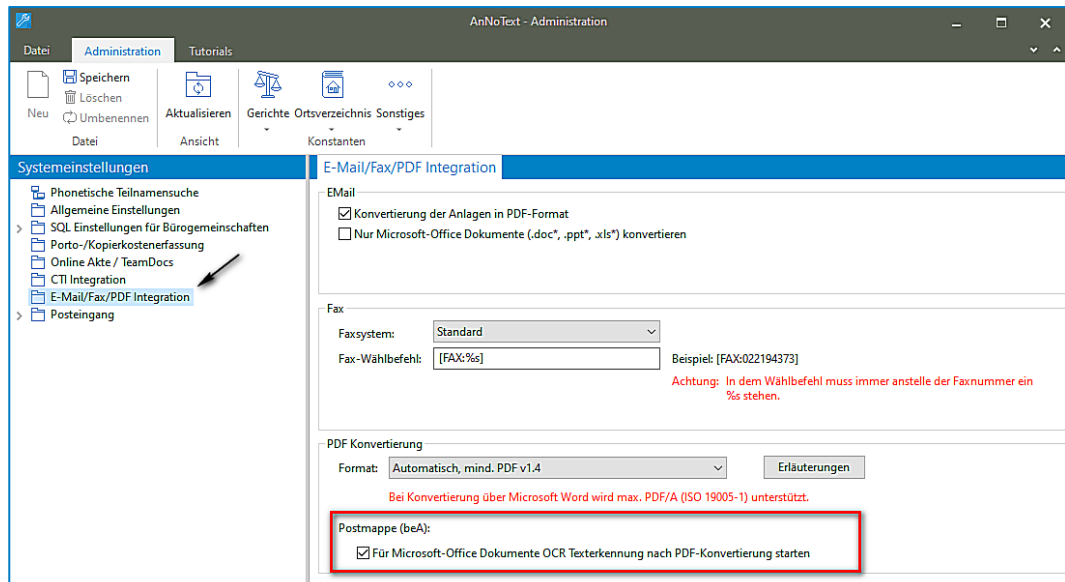 AnNoText - Administration
Datei Administration Tutorials
Neu
Speichern
Löschen
Umbenennen
Datei
Aktualisieren
Ansicht
Gerichte Ortsverzeichnis Sonstiges
Konstanten
Systemeinstellungen
Phonetische Teilnamensuche
Allgemeine Einstellungen
SQL Einstellungen für Bürogemeinschaften
Porto-/Kopierkostenerfassung
Online Akte / TeamDocs
CTI Integration
E-Mail/Fax/PDF Integration
Posteingang
E-Mail/Fax/PDF Integration
EMail
Konvertierung der Anlagen in PDF-Format
Nur Microsoft-Office Dokumente (.doc*, .ppt*, .xls*) konvertieren
Fax
Faxsystem: Standard
Fax-Wählbefehl: [FAX:%s] Beispiel: [FAX:022194373]
Achtung: In dem Wählbefehl muss immer anstelle der Faxnummer ein
%s stehen.
PDF Konvertierung
Format: Automatisch, mind. PDF v1.4 Erläuterungen
Bei Konvertierung über Microsoft Word wird max. PDF/A (ISO 19005-1) unterstützt.
Postmappe (beA):
Für Microsoft-Office Dokumente OCR Texterkennung nach PDF-Konvertierung starten